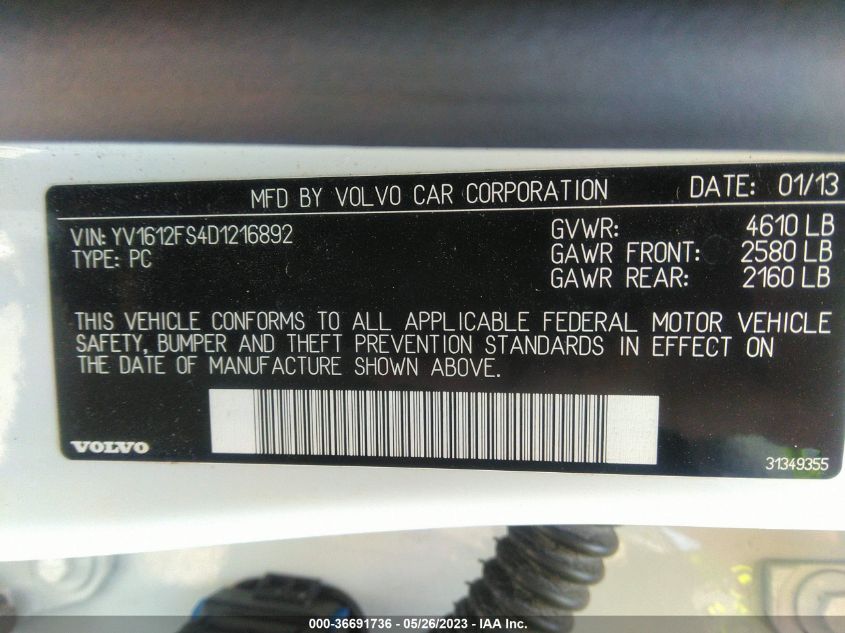 MFD BY VOLVO CAR CORPORATION DATE: 01/13
VIN: YV1612FS4D1216892 GVWR: 4610 LB
TYPE: PC GAWR FRONT: 2580 LB
GAWR REAR: 2160 LB
THIS VEHICLE CONFORMS TO ALL APPLICABLE FEDERAL MOTOR VEHICLE
SAFETY, BUMPER AND THEFT PREVENTION STANDARDS IN EFFECT ON
THE DATE OF MANUFACTURE SHOWN ABOVE.
VOLVO 31349355
000-36691736 - 05/26/2023 - IAA Inc.